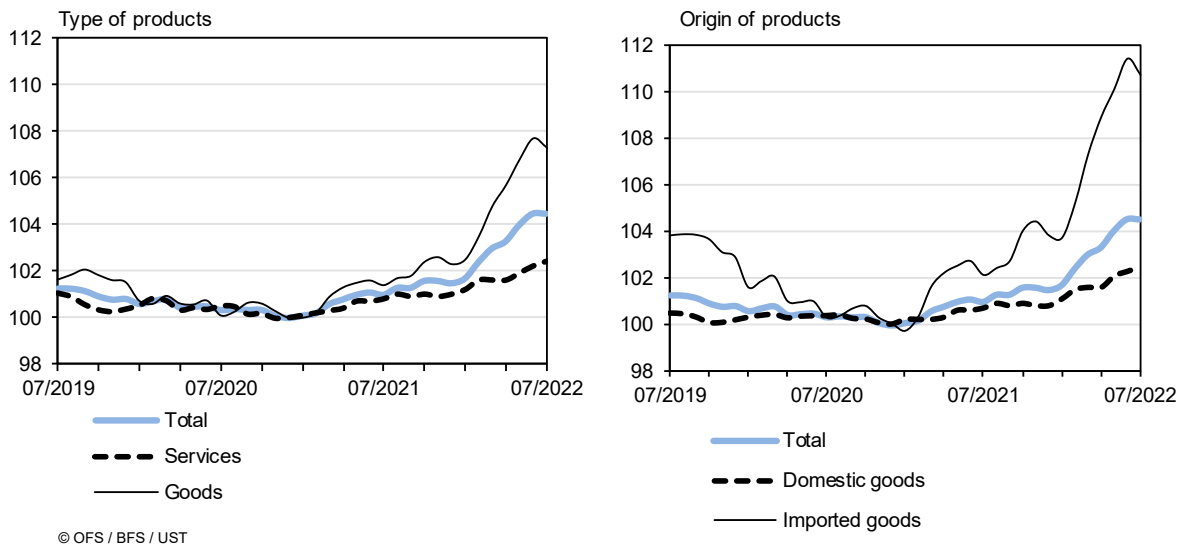 Type of products
112
110
108
106
104
102
100
98
07/2019
07/2020
07/2021
07/2022
Total
Services
Goods
© OFS / BFS / UST
Origin of products
112
110
108
106
104
102
100
98
07/2019
07/2020
07/2021
07/2022
Total
Domestic goods
Imported goods